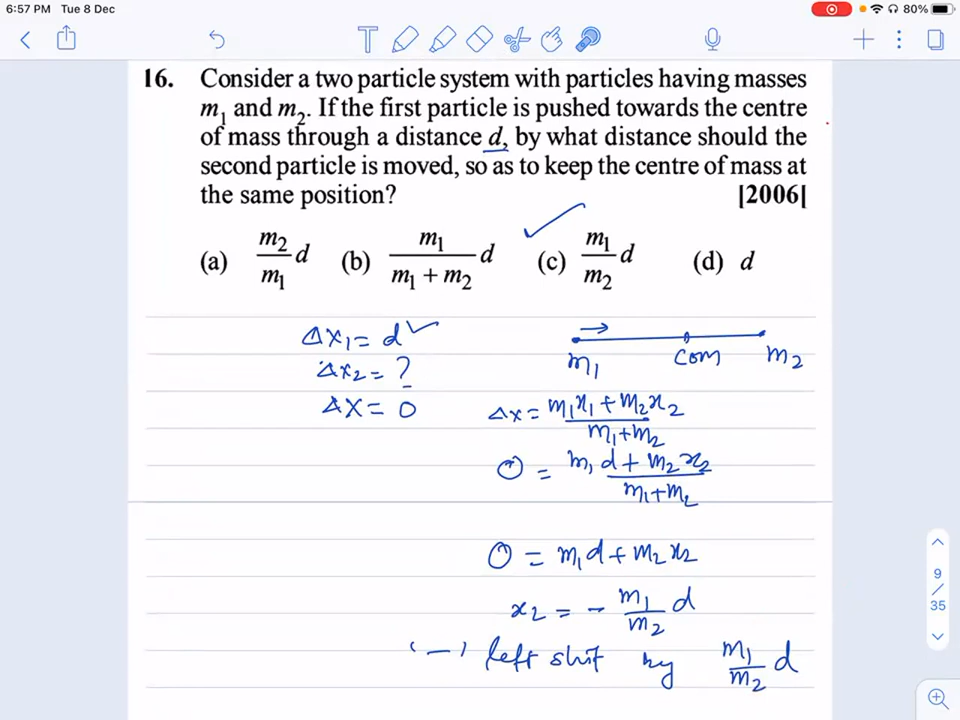 6:57 PM Tue 8 Dec
80%
16. Consider a two particle system with particles having masses
m₁ and m₂. If the first particle is pushed towards the centre
of mass through a distance d, by what distance should the
second particle is moved, so as to keep the centre of mass at
the same position? [2006[
(a) m₂/m₁ d (b) m₁/(m₁ + m₂) d (c) m₁/m₂ d (d) d
Δx₁ = d
Δx₂ = ?
ΔX = 0
m₁ com m₂
Δx = (m₁x₁ + m₂x₂)/(m₁+m₂)
0 = (m₁d + m₂x₂)/(m₁+m₂)
0 = m₁d + m₂x₂
x₂ = - m₁/m₂ d
(-) left shit by m₁/m₂ d
9
/
35